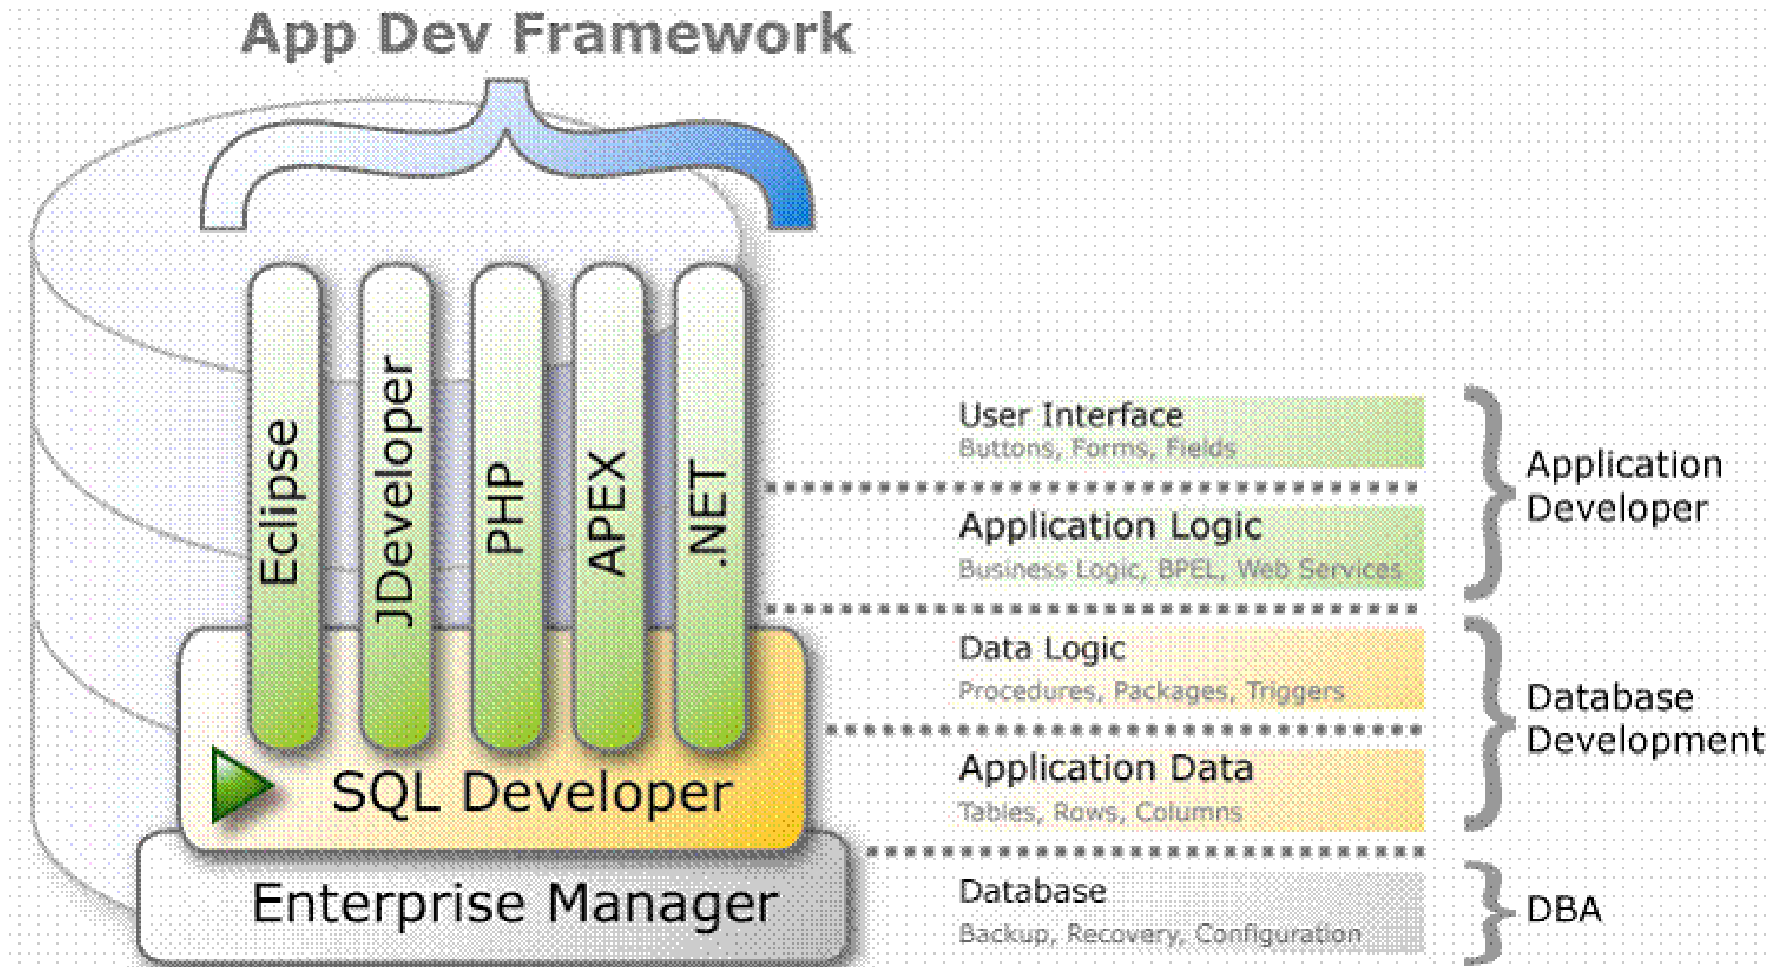 App Dev Framework
Eclipse
JDeveloper
PHP
APEX
.NET
SQL Developer
Enterprise Manager
User Interface
Buttons, Forms, Fields
Application Logic
Business Logic, BPEL, Web Services
Data Logic
Procedures, Packages, Triggers
Application Data
Tables, Rows, Columns
Database
Backup, Recovery, Configuration
Application
Developer
Database
Development
DBA